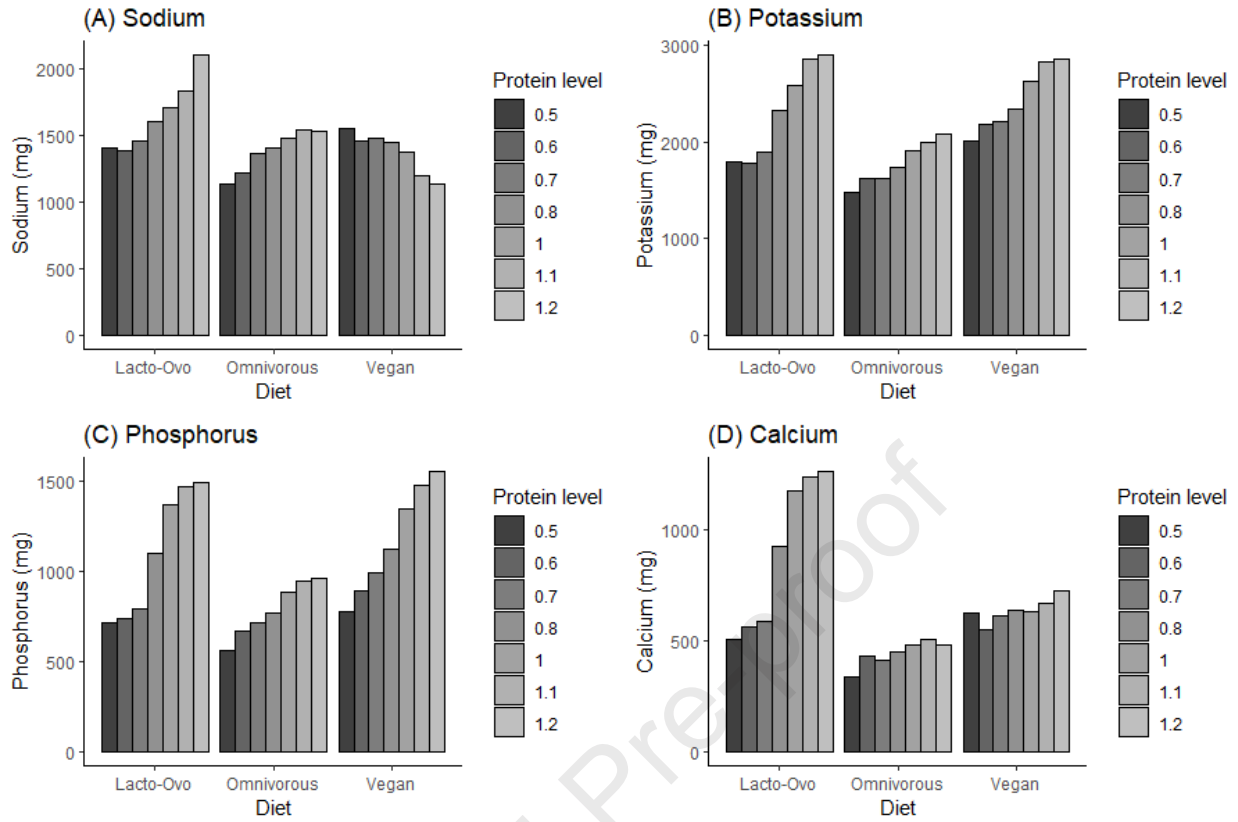 (A) Sodium
Sodium (mg)
2000
1500
1000
500
0
Lacto-Ovo Omnivorous Vegan
Diet
Protein level
0.5
0.6
0.7
0.8
1
1.1
1.2
(B) Potassium
Potassium (mg)
3000
2000
1000
0
Lacto-Ovo Omnivorous Vegan
Diet
Protein level
0.5
0.6
0.7
0.8
1
1.1
1.2
(C) Phosphorus
Phosphorus (mg)
1500
1000
500
0
Lacto-Ovo Omnivorous Vegan
Diet
Protein level
0.5
0.6
0.7
0.8
1
1.1
1.2
(D) Calcium
Calcium (mg)
1000
500
0
Lacto-Ovo Omnivorous Vegan
Diet
Protein level
0.5
0.6
0.7
0.8
1
1.1
1.2
Pre-proof